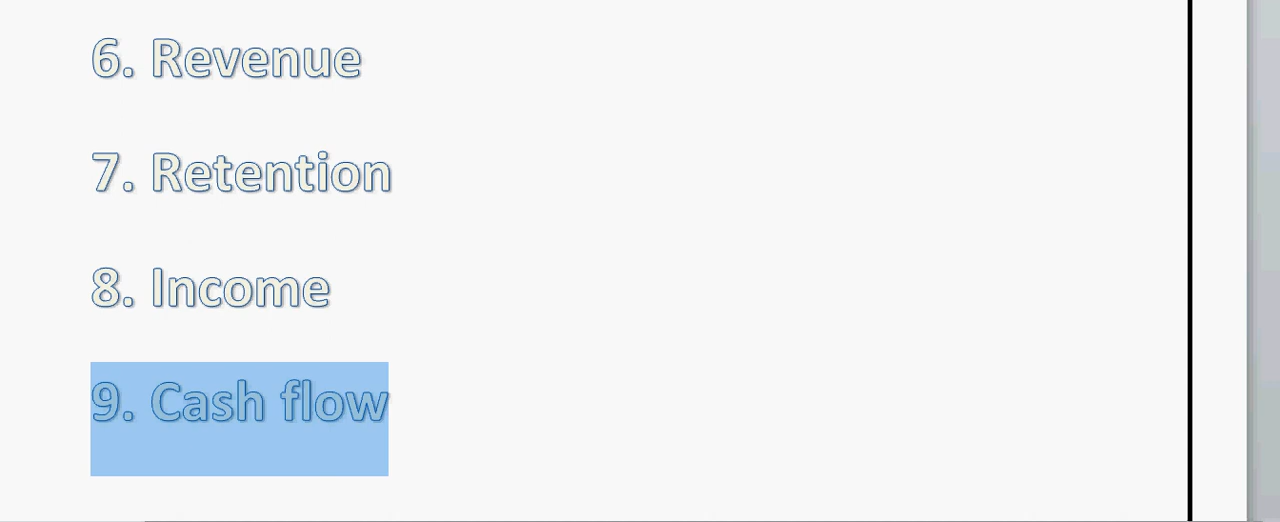 6. Revenue
7. Retention
8. Income
9. Cash flow